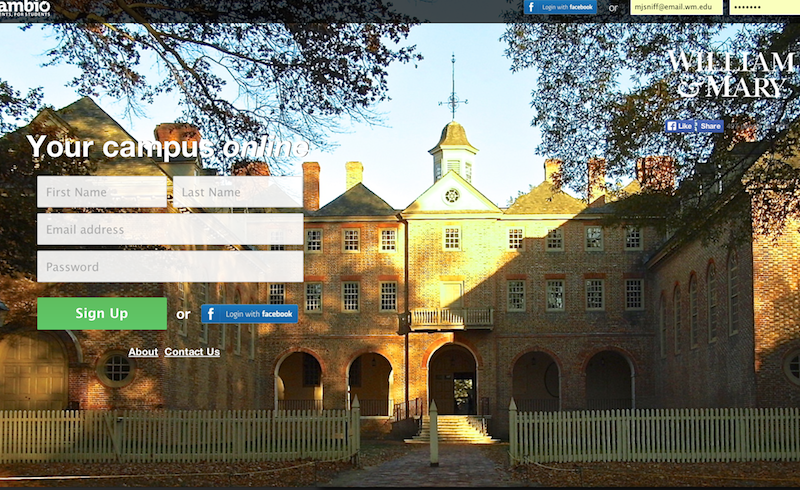 ambio
ENTS, FOR STUDENTS
Login with facebook
or
mjsniff@email.wm.edu
•••••••
WILLIAM
& MARY
Like
Share
Your campus online
First Name
Last Name
Email address
Password
Sign Up
or
Login with facebook
About
Contact Us